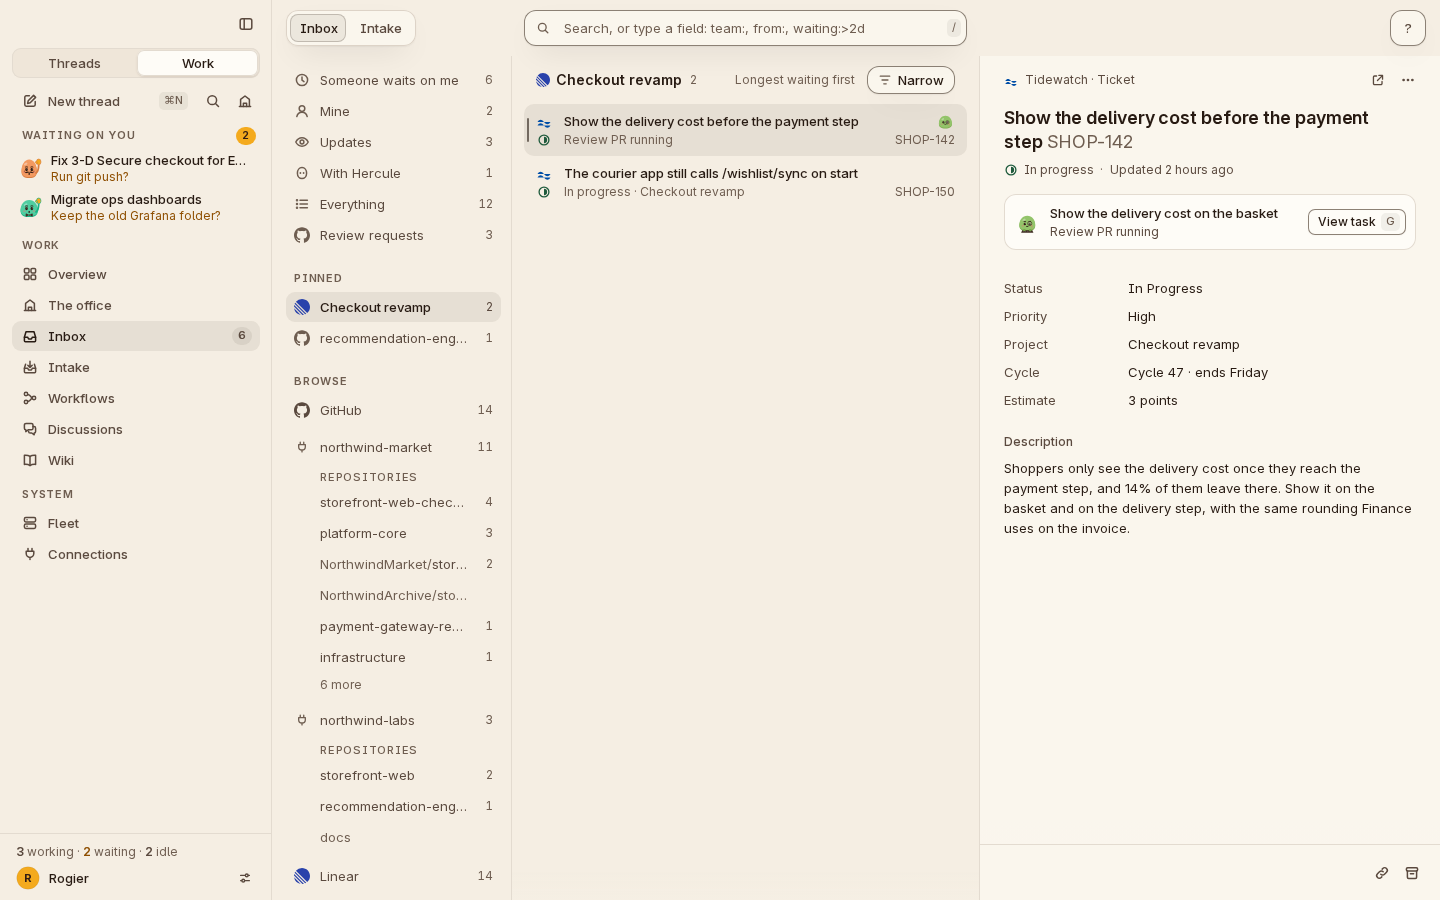 Threads
Work
New thread
⌘N
WAITING ON YOU
2
Fix 3-D Secure checkout for E…
Run git push?
Migrate ops dashboards
Keep the old Grafana folder?
WORK
Overview
The office
Inbox
6
Intake
Workflows
Discussions
Wiki
SYSTEM
Fleet
Connections
3 working · 2 waiting · 2 idle
R
Rogier
Inbox
Intake
Someone waits on me
6
Mine
2
Updates
3
With Hercule
1
Everything
12
Review requests
3
PINNED
Checkout revamp
2
recommendation-eng…
1
BROWSE
GitHub
14
northwind-market
11
REPOSITORIES
storefront-web-chec…
4
platform-core
3
NorthwindMarket/stor…
2
NorthwindArchive/sto…
payment-gateway-re…
1
infrastructure
1
6 more
northwind-labs
3
REPOSITORIES
storefront-web
2
recommendation-eng…
1
docs
Linear
14
Search, or type a field: team:, from:, waiting:>2d
/
?
Checkout revamp 2
Longest waiting first
Narrow
Show the delivery cost before the payment step
Review PR running
SHOP-142
The courier app still calls /wishlist/sync on start
In progress · Checkout revamp
SHOP-150
Tidewatch · Ticket
Show the delivery cost before the payment
step SHOP-142
In progress · Updated 2 hours ago
Show the delivery cost on the basket
Review PR running
View task
G
Status
In Progress
Priority
High
Project
Checkout revamp
Cycle
Cycle 47 · ends Friday
Estimate
3 points
Description
Shoppers only see the delivery cost once they reach the
payment step, and 14% of them leave there. Show it on the
basket and on the delivery step, with the same rounding Finance
uses on the invoice.